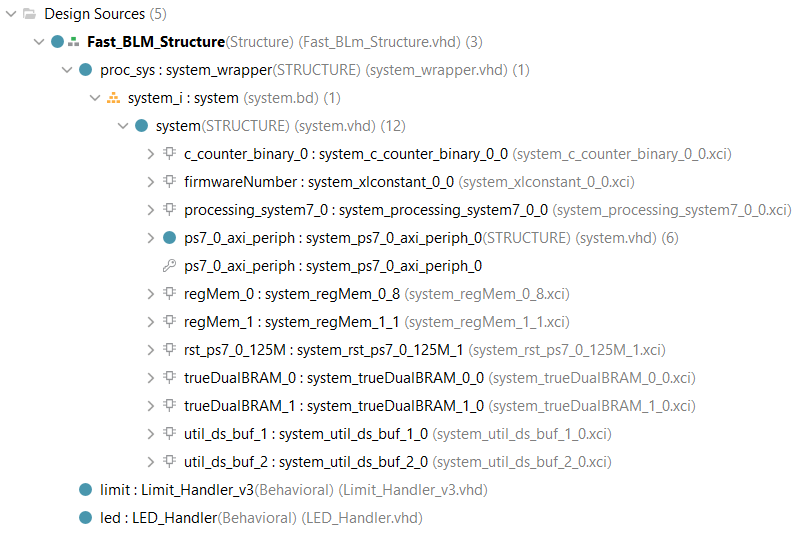 Design Sources (5)
Fast_BLM_Structure(Structure) (Fast_BLm_Structure.vhd) (3)
proc_sys : system_wrapper(STRUCTURE) (system_wrapper.vhd) (1)
system_i : system (system.bd) (1)
system(STRUCTURE) (system.vhd) (12)
c_counter_binary_0 : system_c_counter_binary_0_0 (system_c_counter_binary_0_0.xci)
firmwareNumber : system_xlconstant_0_0 (system_xlconstant_0_0.xci)
processing_system7_0 : system_processing_system7_0_0 (system_processing_system7_0_0.xci)
ps7_0_axi_periph : system_ps7_0_axi_periph_0(STRUCTURE) (system.vhd) (6)
ps7_0_axi_periph : system_ps7_0_axi_periph_0
regMem_0 : system_regMem_0_8 (system_regMem_0_8.xci)
regMem_1 : system_regMem_1_1 (system_regMem_1_1.xci)
rst_ps7_0_125M : system_rst_ps7_0_125M_1 (system_rst_ps7_0_125M_1.xci)
trueDualBRAM_0 : system_trueDualBRAM_0_0 (system_trueDualBRAM_0_0.xci)
trueDualBRAM_1 : system_trueDualBRAM_1_0 (system_trueDualBRAM_1_0.xci)
util_ds_buf_1 : system_util_ds_buf_1_0 (system_util_ds_buf_1_0.xci)
util_ds_buf_2 : system_util_ds_buf_2_0 (system_util_ds_buf_2_0.xci)
limit : Limit_Handler_v3(Behavioral) (Limit_Handler_v3.vhd)
led : LED_Handler(Behavioral) (LED_Handler.vhd)